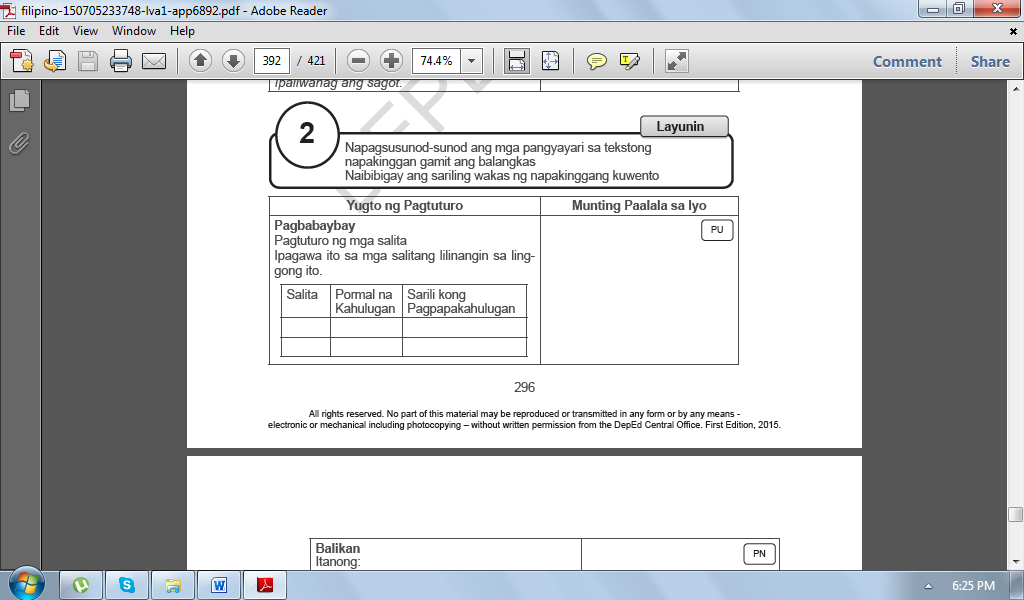 filipino-150705233748-lva1-app6892.pdf - Adobe Reader
File Edit View Window Help
392 / 421 74.4% Comment Share
Ipaliwanag ang sagot.
DEPE
2
Layunin
Napagsusunod-sunod ang mga pangyayari sa tekstong
napakinggan gamit ang balangkas
Naibibigay ang sariling wakas ng napakinggang kuwento
Yugto ng Pagtuturo Munting Paalala sa Iyo
Pagbabaybay PU
Pagtuturo ng mga salita
Ipagawa ito sa mga salitang lilinangin sa ling-
gong ito.
Salita Pormal na Sarili kong
Kahulugan Pagpapakahulugan
296
All rights reserved. No part of this material may be reproduced or transmitted in any form or by any means -
electronic or mechanical including photocopying – without written permission from the DepEd Central Office. First Edition, 2015.
Balikan PN
Itanong:
6:25 PM